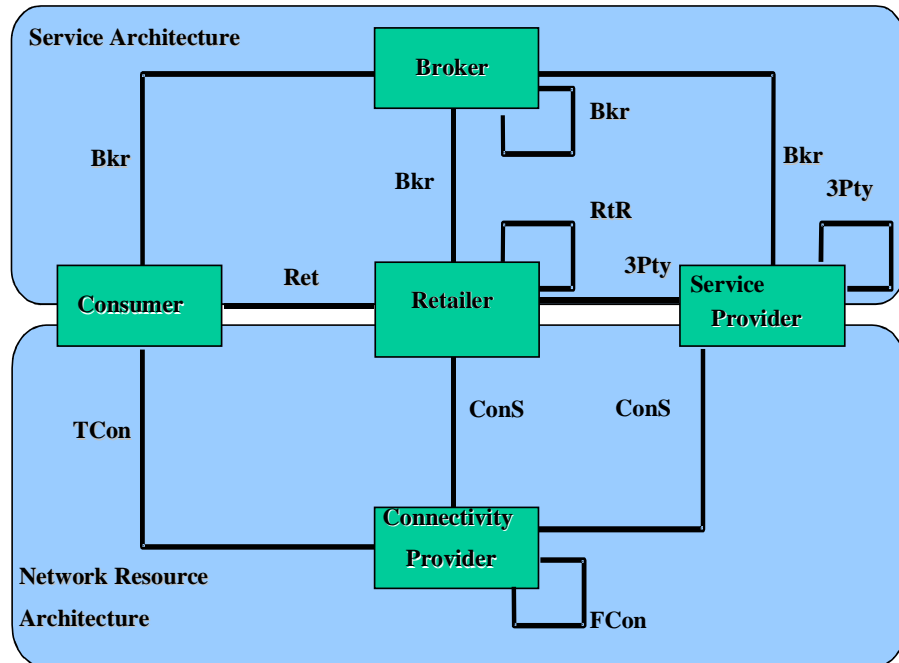 Service Architecture
Broker
Bkr
Bkr
Bkr
Bkr
3Pty
RtR
3Pty
Ret
Consumer
Retailer
Service
Provider
TCon
ConS
ConS
Connectivity
Provider
Network Resource
Architecture
FCon